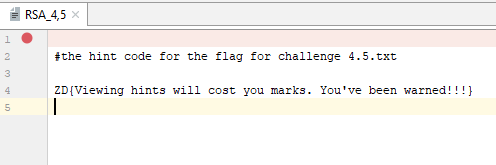 RSA_4,5
1
2 #the hint code for the flag for challenge 4.5.txt
3
4 ZD{Viewing hints will cost you marks. You've been warned!!!}
5